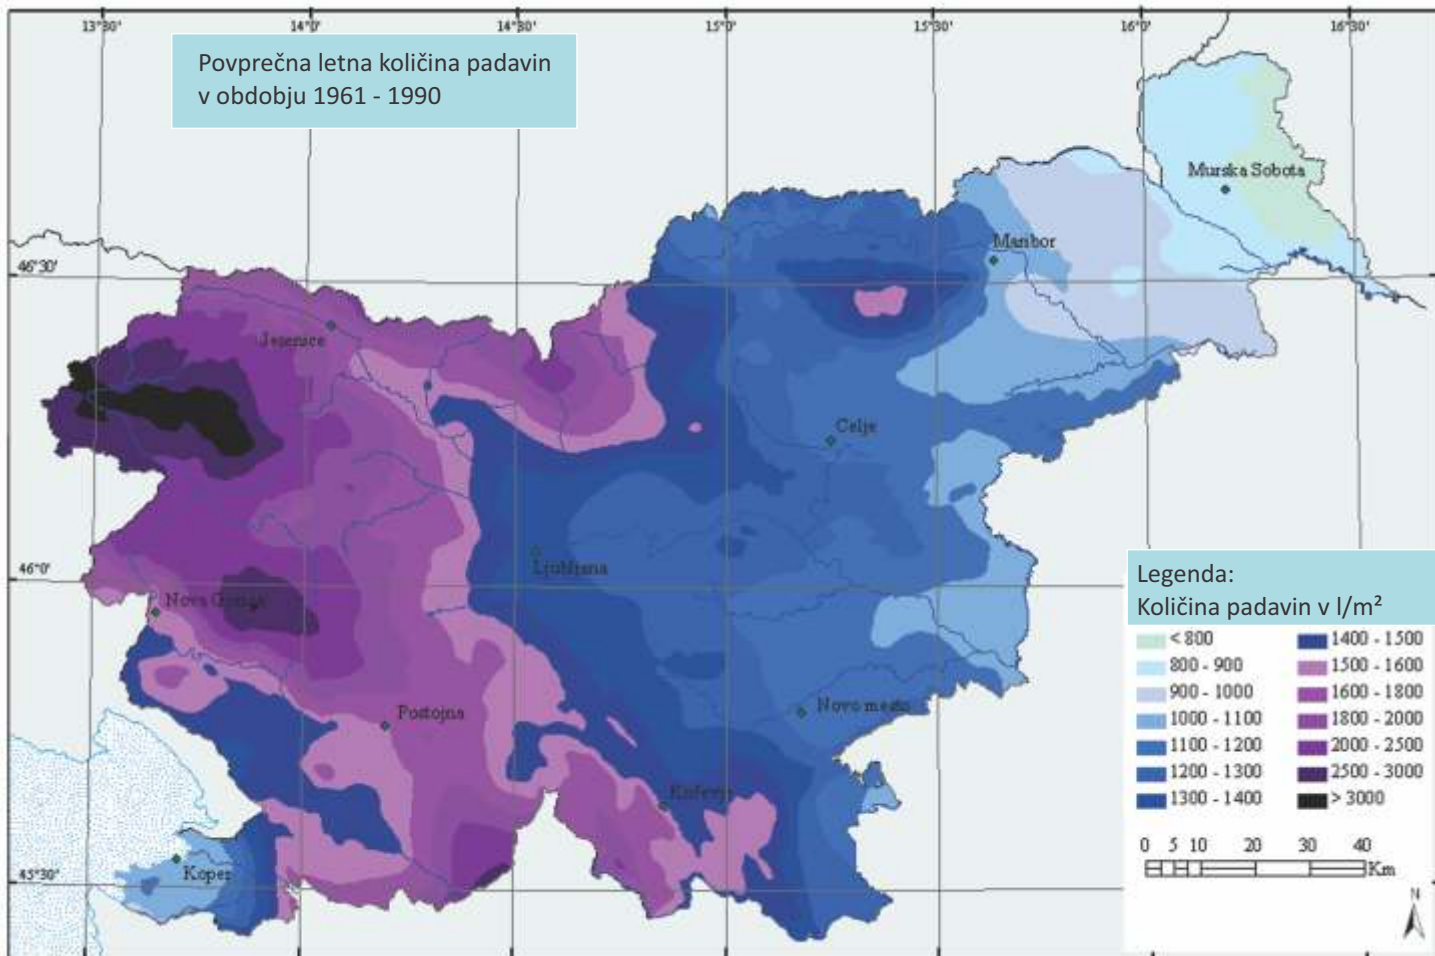 13°30'
14°0'
14°30'
15°0'
15°30'
16°0'
16°30'
Povprečna letna količina padavin
v obdobju 1961 - 1990
Murska Sobota
Maribor
46°30'
Jesenice
Celje
Ljubljana
46°0'
Nova Gorica
Legenda:
Količina padavin v l/m²
< 800
800 - 900
900 - 1000
1000 - 1100
1100 - 1200
1200 - 1300
1300 - 1400
1400 - 1500
1500 - 1600
1600 - 1800
1800 - 2000
2000 - 2500
2500 - 3000
> 3000
Postojna
Novo mesto
Kočevje
0 5 10 20 30 40
Km
Koper
45°30'
N